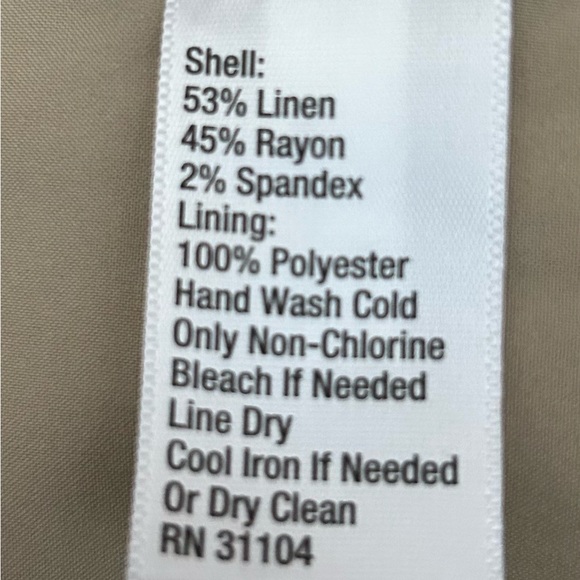 Shell:
53% Linen
45% Rayon
2% Spandex
Lining:
100% Polyester
Hand Wash Cold
Only Non-Chlorine
Bleach If Needed
Line Dry
Cool Iron If Needed
Or Dry Clean
RN 31104